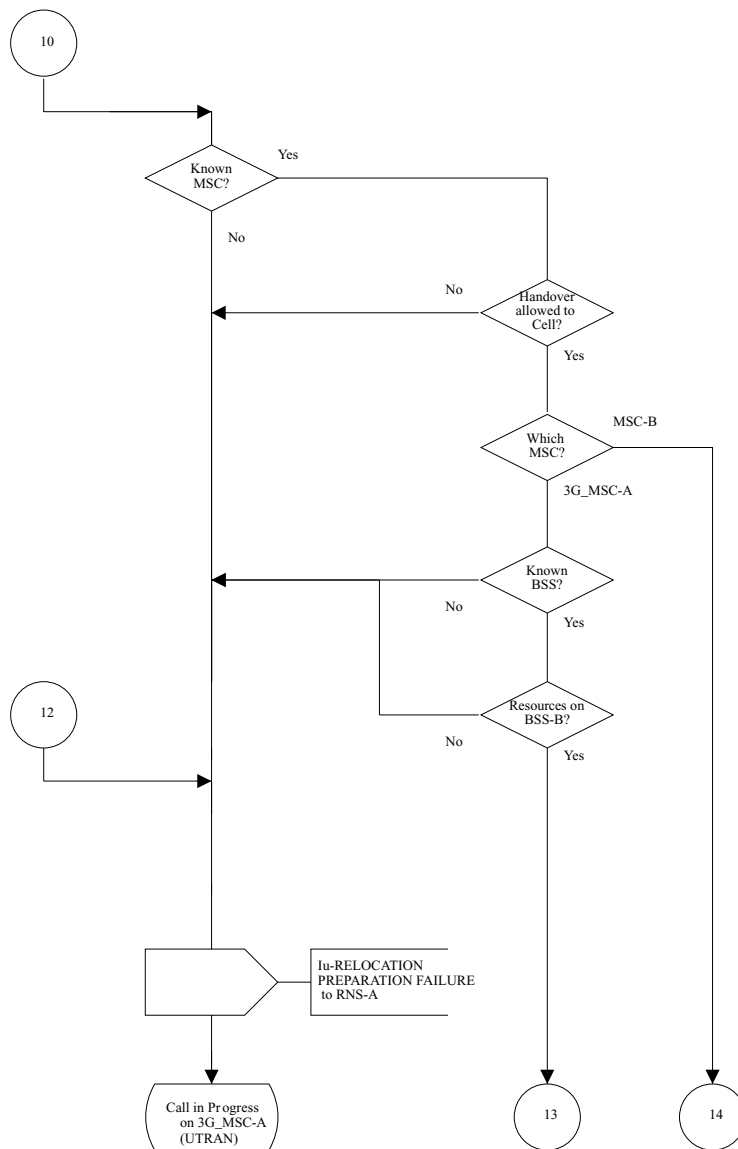 10
Yes
Known
MSC?
No
No
Handover
allowed to
Cell?
Yes
MSC-B
Which
MSC?
3G_MSC-A
Known
BSS?
No
Yes
12
Resources on
BSS-B?
No
Yes
Iu-RELOCATION
PREPARATION FAILURE
to RNS-A
Call in Progress
on 3G_MSC-A
(UTRAN)
13
14